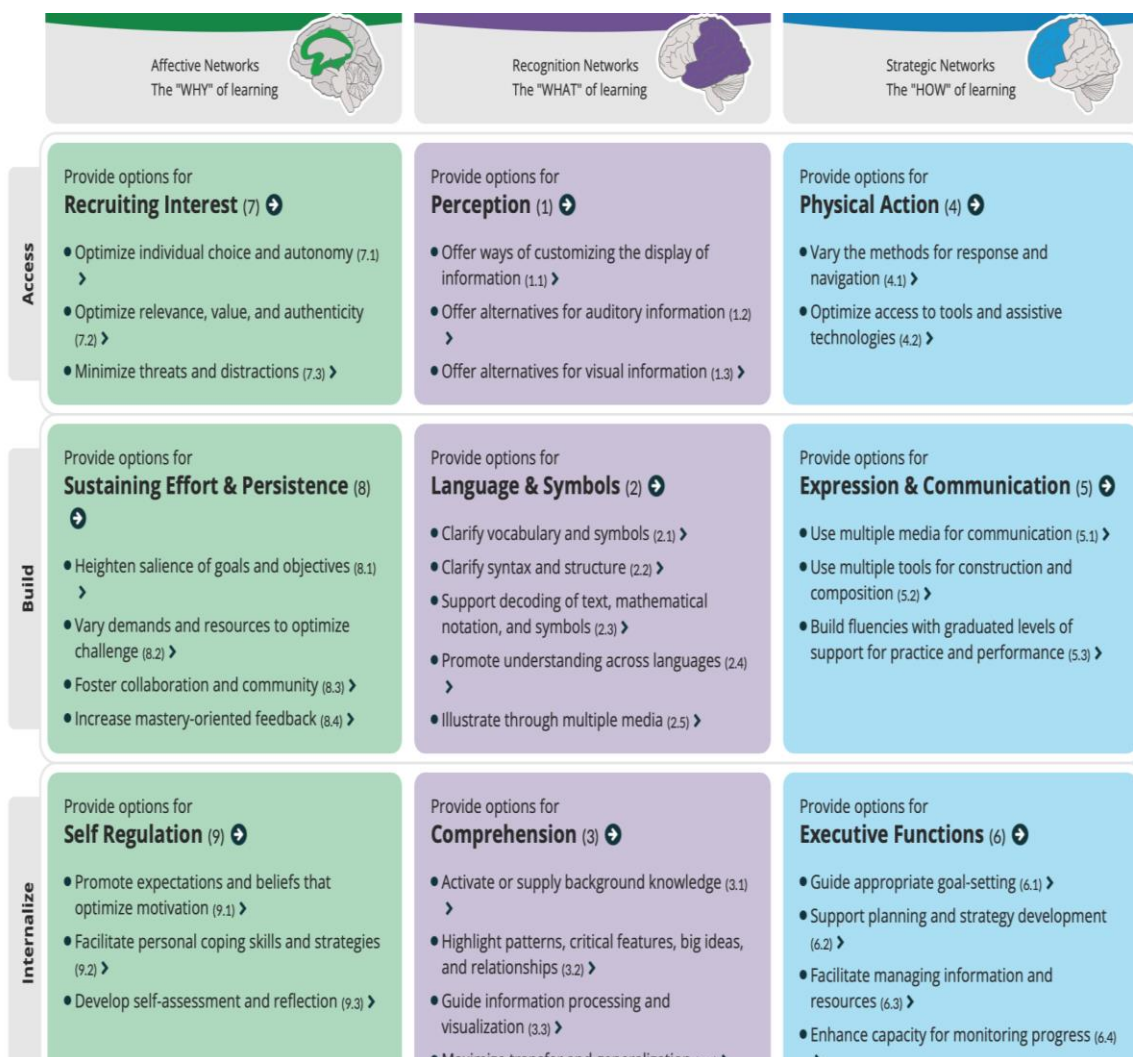 Affective Networks
The "WHY" of learning
Recognition Networks
The "WHAT" of learning
Strategic Networks
The "HOW" of learning
Access
Provide options for
Recruiting Interest (7)
• Optimize individual choice and autonomy (7.1)
• Optimize relevance, value, and authenticity
(7.2)
• Minimize threats and distractions (7.3)
Provide options for
Perception (1)
• Offer ways of customizing the display of
information (1.1)
• Offer alternatives for auditory information (1.2)
• Offer alternatives for visual information (1.3)
Provide options for
Physical Action (4)
• Vary the methods for response and
navigation (4.1)
• Optimize access to tools and assistive
technologies (4.2)
Build
Provide options for
Sustaining Effort & Persistence (8)
• Heighten salience of goals and objectives (8.1)
• Vary demands and resources to optimize
challenge (8.2)
• Foster collaboration and community (8.3)
• Increase mastery-oriented feedback (8.4)
Provide options for
Language & Symbols (2)
• Clarify vocabulary and symbols (2.1)
• Clarify syntax and structure (2.2)
• Support decoding of text, mathematical
notation, and symbols (2.3)
• Promote understanding across languages (2.4)
• Illustrate through multiple media (2.5)
Provide options for
Expression & Communication (5)
• Use multiple media for communication (5.1)
• Use multiple tools for construction and
composition (5.2)
• Build fluencies with graduated levels of
support for practice and performance (5.3)
Internalize
Provide options for
Self Regulation (9)
• Promote expectations and beliefs that
optimize motivation (9.1)
• Facilitate personal coping skills and strategies
(9.2)
• Develop self-assessment and reflection (9.3)
Provide options for
Comprehension (3)
• Activate or supply background knowledge (3.1)
• Highlight patterns, critical features, big ideas,
and relationships (3.2)
• Guide information processing and
visualization (3.3)
• Maximize transfer and generalization
Provide options for
Executive Functions (6)
• Guide appropriate goal-setting (6.1)
• Support planning and strategy development
(6.2)
• Facilitate managing information and
resources (6.3)
• Enhance capacity for monitoring progress (6.4)